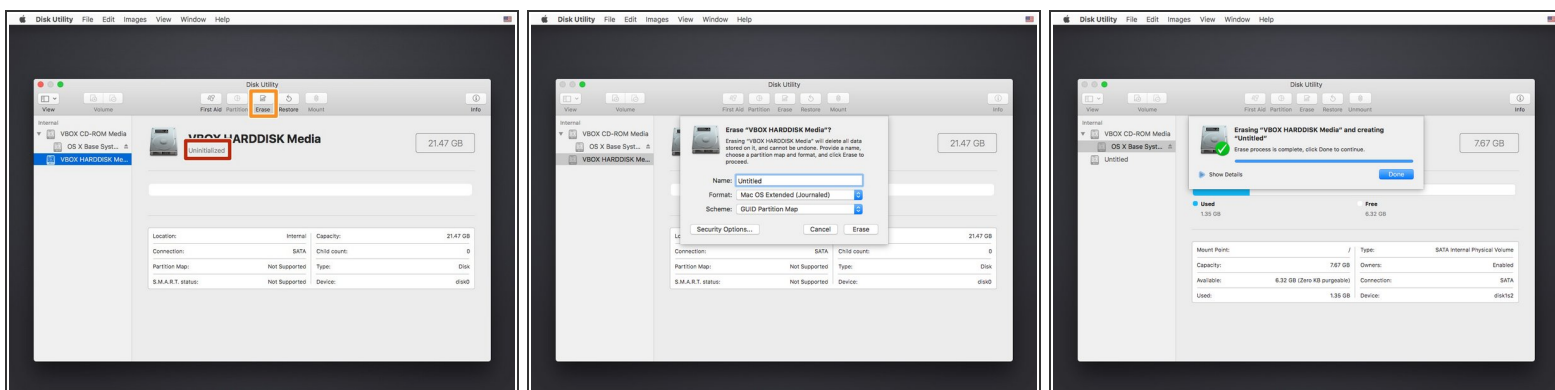 Disk Utility File Edit Images View Window Help
Disk Utility
View Volume First Aid Partition Erase Restore Mount Info
Internal
VBOX CD-ROM Media
OS X Base Syst...
VBOX HARDDISK Me...
VBOX HARDDISK Media
Uninitialized
21.47 GB
Location: Internal Capacity: 21.47 GB
Connection: SATA Child count: 0
Partition Map: Not Supported Type: Disk
S.M.A.R.T. status: Not Supported Device: disk0
Disk Utility File Edit Images View Window Help
Disk Utility
View Volume First Aid Partition Erase Restore Mount Info
Internal
VBOX CD-ROM Media
OS X Base Syst...
VBOX HARDDISK Me...
Erase "VBOX HARDDISK Media"?
Erasing "VBOX HARDDISK Media" will delete all data
stored on it, and cannot be undone. Provide a name,
choose a partition map and format, and click Erase to
proceed.
Name: Untitled
Format: Mac OS Extended (Journaled)
Scheme: GUID Partition Map
Security Options... Cancel Erase
21.47 GB
Lo 21.47 GB
Connection: SATA Child count: 0
Partition Map: Not Supported Type: Disk
S.M.A.R.T. status: Not Supported Device: disk0
Disk Utility File Edit Images View Window Help
Disk Utility
View Volume First Aid Partition Erase Restore Unmount Info
Internal
VBOX CD-ROM Media
OS X Base Syst...
Untitled
Erasing "VBOX HARDDISK Media" and creating
"Untitled"
Erase process is complete, click Done to continue.
Show Details Done
7.67 GB
Used Free
1.35 GB 6.32 GB
Mount Point: / Type: SATA Internal Physical Volume
Capacity: 7.67 GB Owners: Enabled
Available: 6.32 GB (Zero KB purgeable) Connection: SATA
Used: 1.35 GB Device: disk1s2